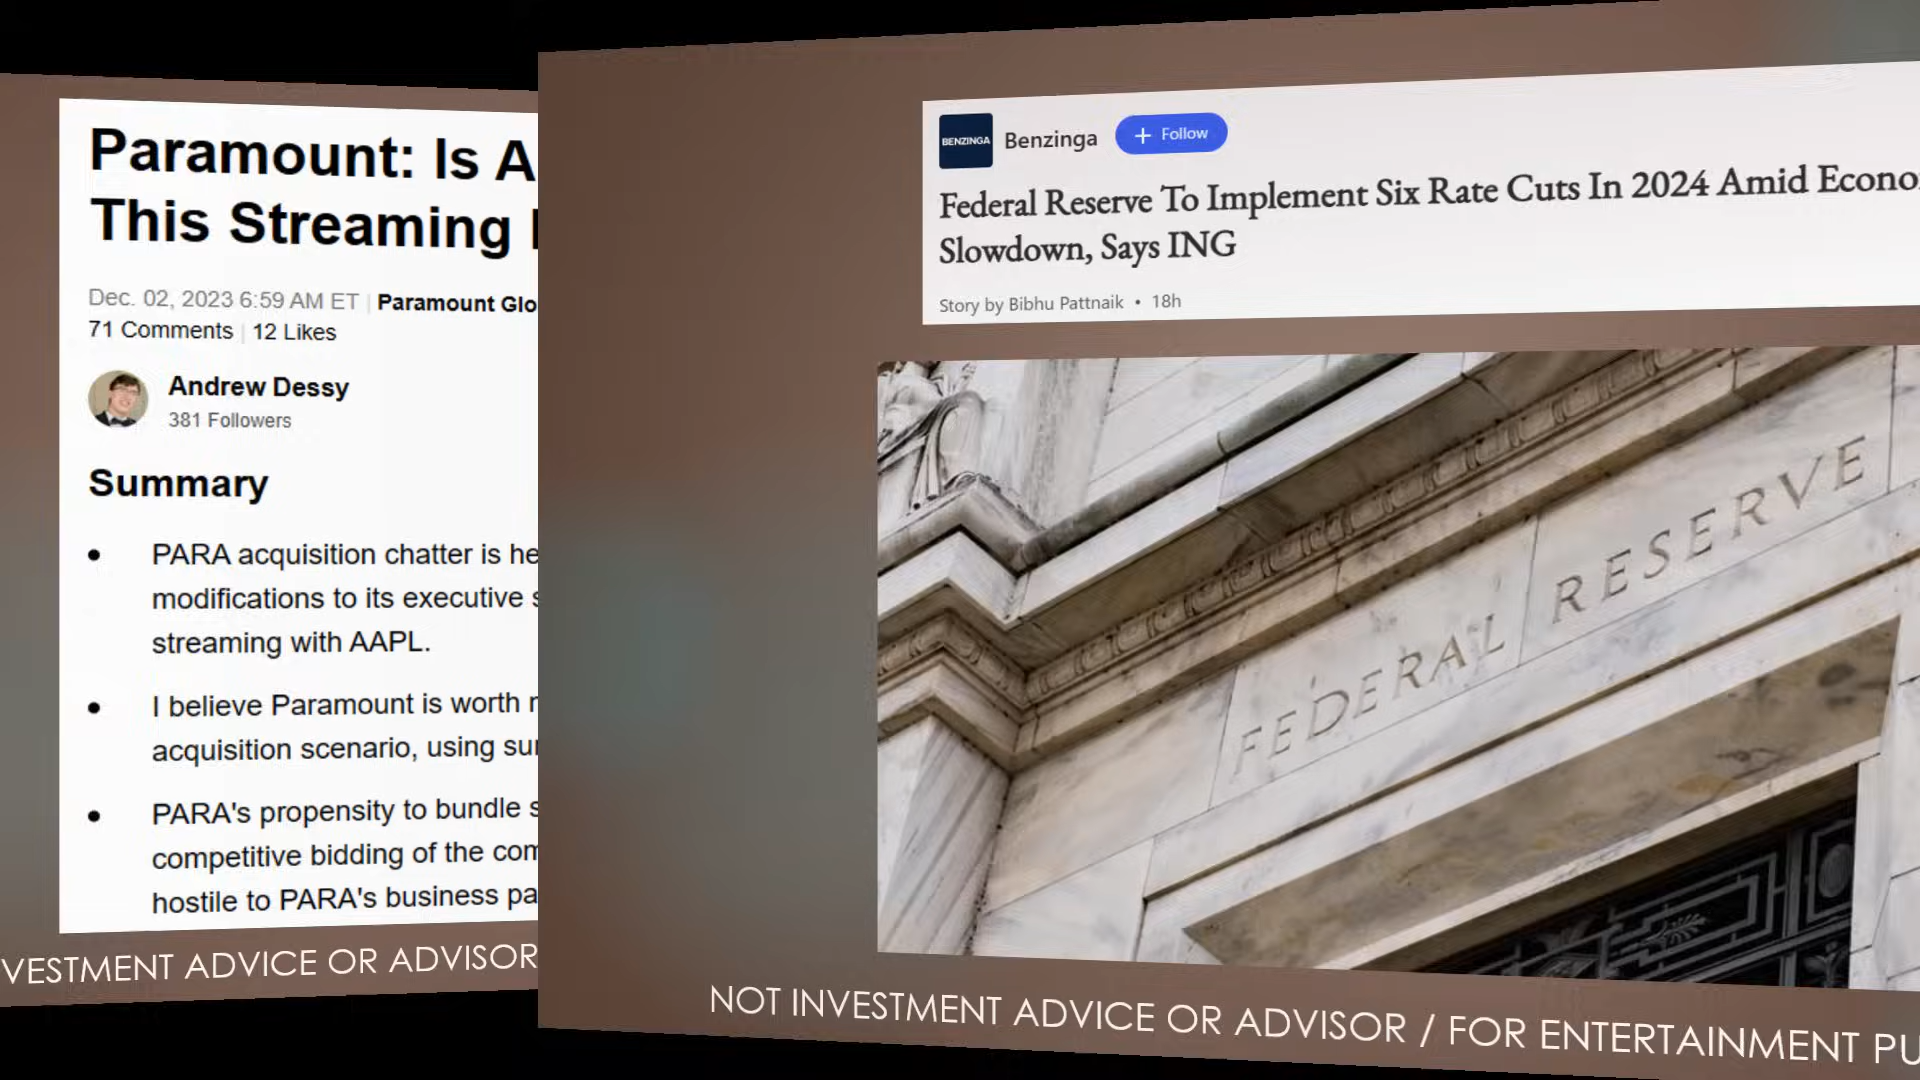 Paramount: Is A
This Streaming
Dec. 02, 2023 6:59 AM ET | Paramount Glo
71 Comments | 12 Likes
Andrew Dessy
381 Followers
Summary
• PARA acquisition chatter is he
modifications to its executive s
streaming with AAPL.
• I believe Paramount is worth
acquisition scenario, using sur
• PARA's propensity to bundle s
competitive bidding of the com
hostile to PARA's business pa
VESTMENT ADVICE OR ADVISOR
BENZINGA
Benzinga
+ Follow
Federal Reserve To Implement Six Rate Cuts In 2024 Amid Econo
Slowdown, Says ING
Story by Bibhu Pattnaik • 18h
FEDERAL RESERVE
NOT INVESTMENT ADVICE OR ADVISOR / FOR ENTERTAINMENT PU